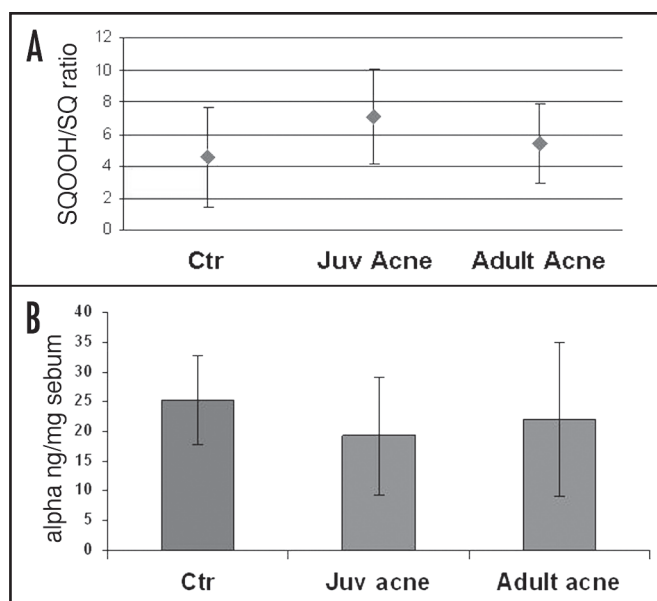 A
SQOOH/SQ ratio
12
10
8
6
4
2
0
Ctr Juv Acne Adult Acne
B
alpha ng/mg sebum
40
35
30
25
20
15
10
5
0
Ctr Juv acne Adult acne